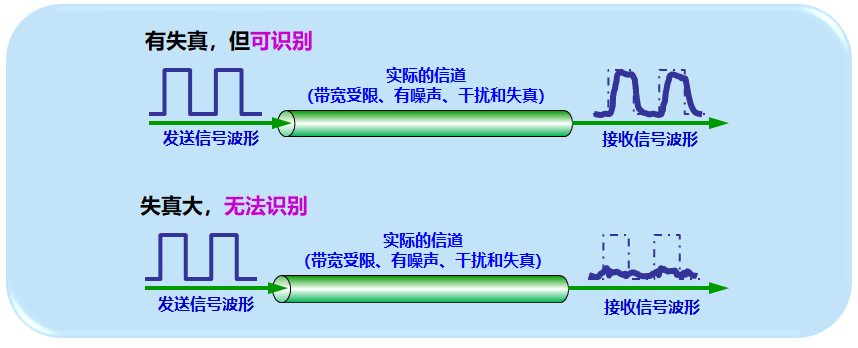 有失真，但可识别
实际的信道
(带宽受限、有噪声、干扰和失真)
发送信号波形
接收信号波形
失真大，无法识别
实际的信道
(带宽受限、有噪声、干扰和失真)
发送信号波形
接收信号波形